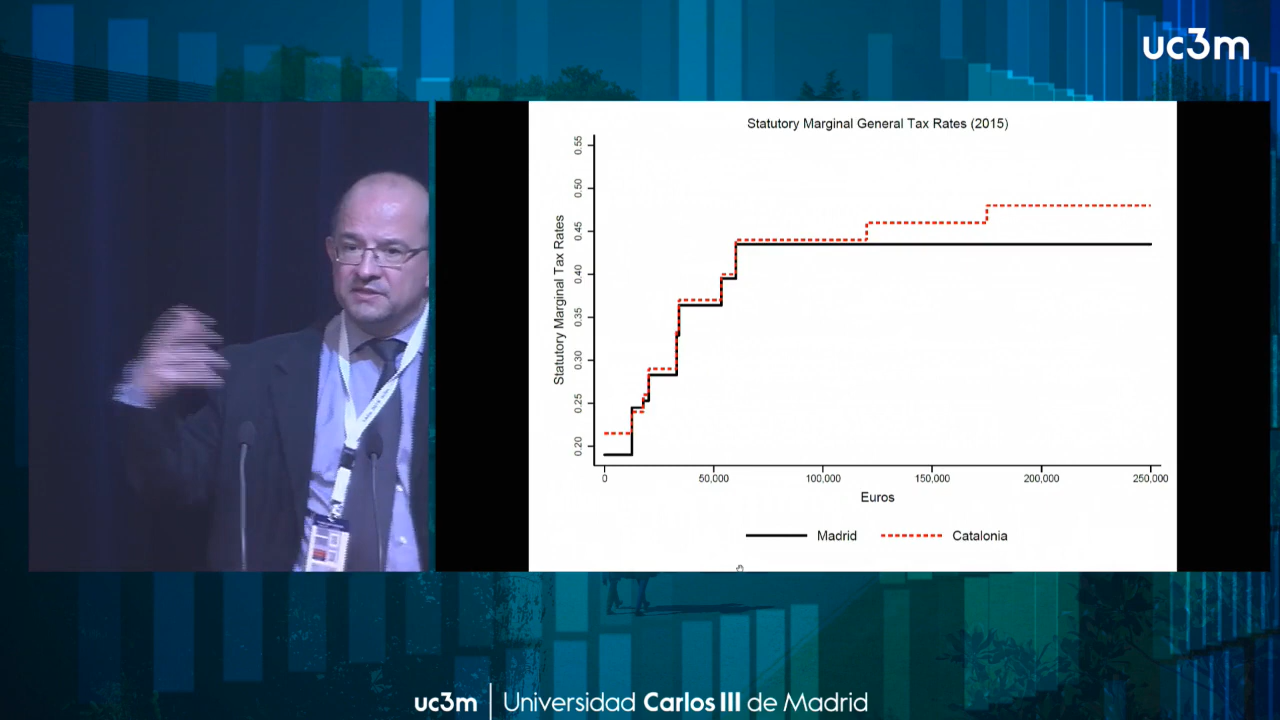 uc3m
Statutory Marginal General Tax Rates (2015)
Statutory Marginal Tax Rates
0.55
0.50
0.45
0.40
0.35
0.30
0.25
0.20
0 50,000 100,000 150,000 200,000 250,000
Euros
Madrid Catalonia
uc3m | Universidad Carlos III de Madrid